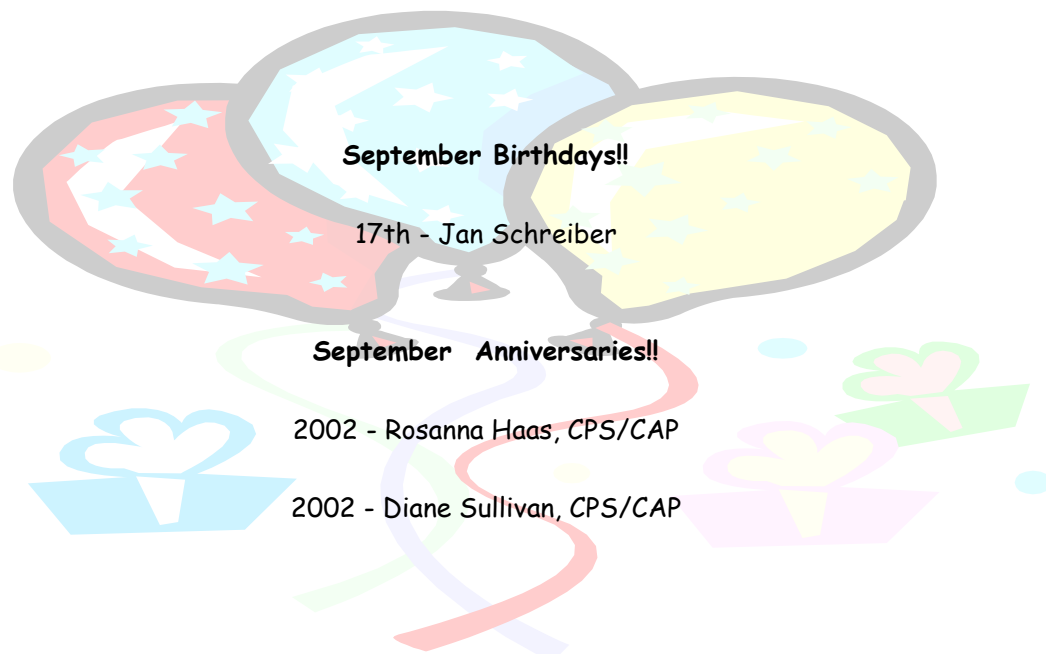 September Birthdays!!
17th - Jan Schreiber
September Anniversaries!!
2002 - Rosanna Haas, CPS/CAP
2002 - Diane Sullivan, CPS/CAP